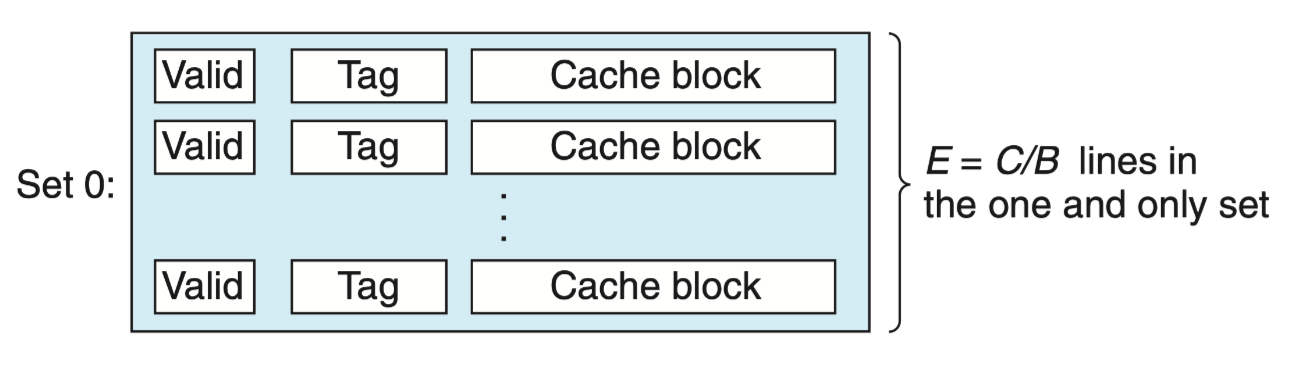 Valid Tag Cache block
Valid Tag Cache block
Set 0:
E = C/B lines in
the one and only set
Valid Tag Cache block